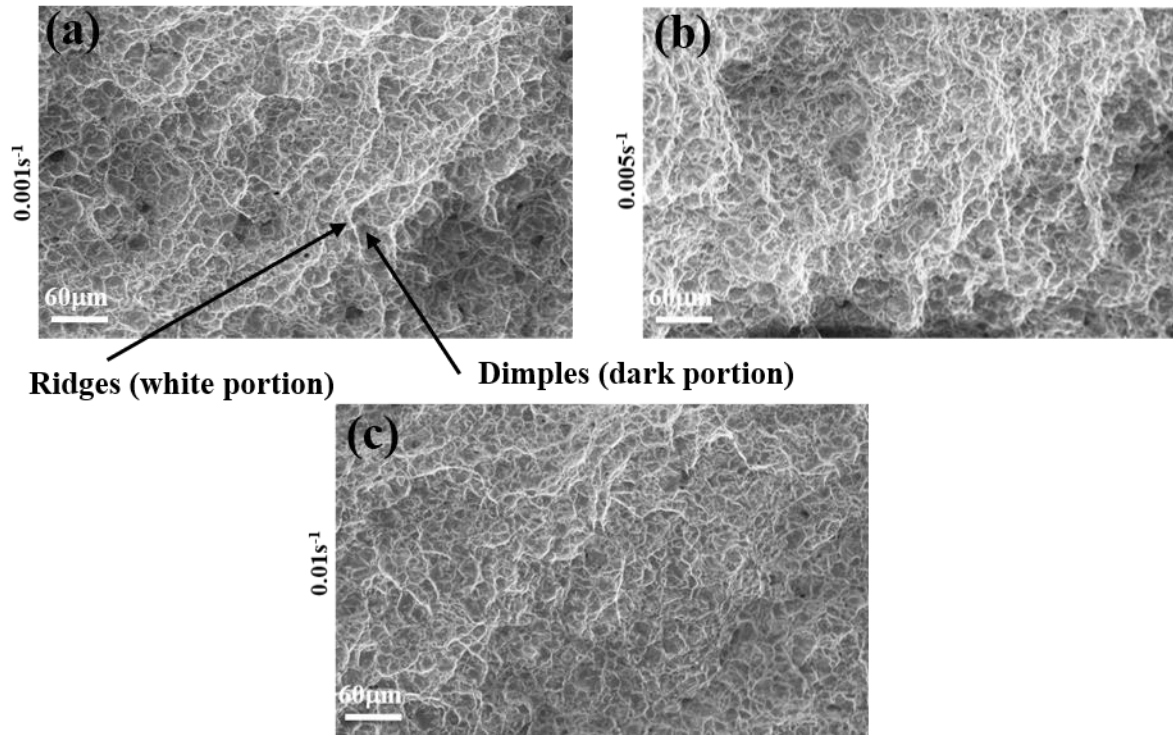 (a)
(b)
0.001s⁻¹
0.005s⁻¹
60μm
60μm
Ridges (white portion)
Dimples (dark portion)
(c)
0.01s⁻¹
60μm